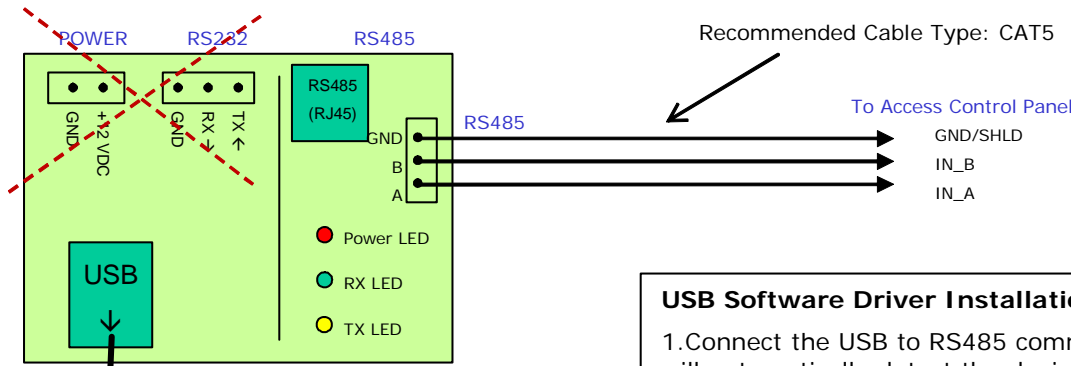 POWER RS232 RS485
Recommended Cable Type: CAT5
RS485
(RJ45)
To Access Control Panel
GND
+12 VDC
GND
RX →
TX ←
RS485
GND
B
A
GND/SHLD
IN_B
IN_A
Power LED
RX LED
TX LED
USB
USB Software Driver
1.Connect the USB to RS485